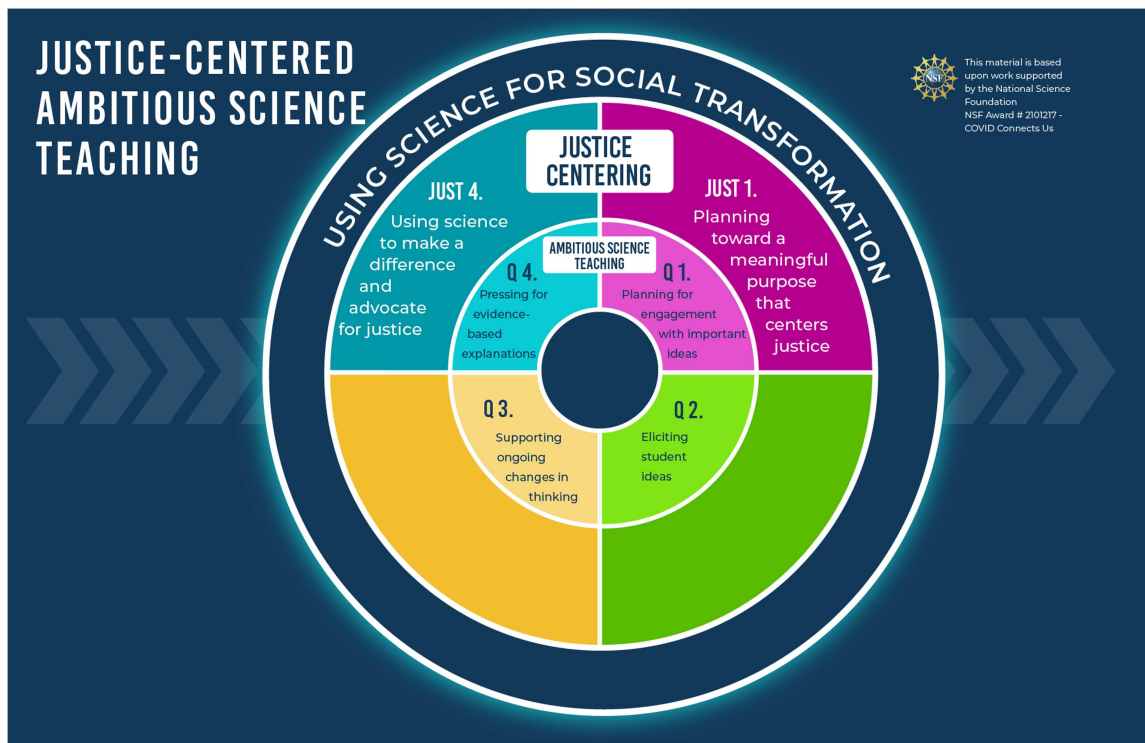 JUSTICE-CENTERED
AMBITIOUS SCIENCE
TEACHING
This material is based
upon work supported
by the National Science
Foundation
NSF Award # 2101217 -
COVID Connects Us
NSF
USING SCIENCE FOR SOCIAL TRANSFORMATION
JUSTICE
CENTERING
JUST 4.
Using science
to make a
difference
and
advocate
for justice
JUST 1.
Planning
toward a
meaningful
purpose
that
centers
justice
AMBITIOUS SCIENCE
TEACHING
Q 4.
Pressing for
evidence-
based
explanations
Q 1.
Planning for
engagement
with important
ideas
Q 3.
Supporting
ongoing
changes in
thinking
Q 2.
Eliciting
student
ideas